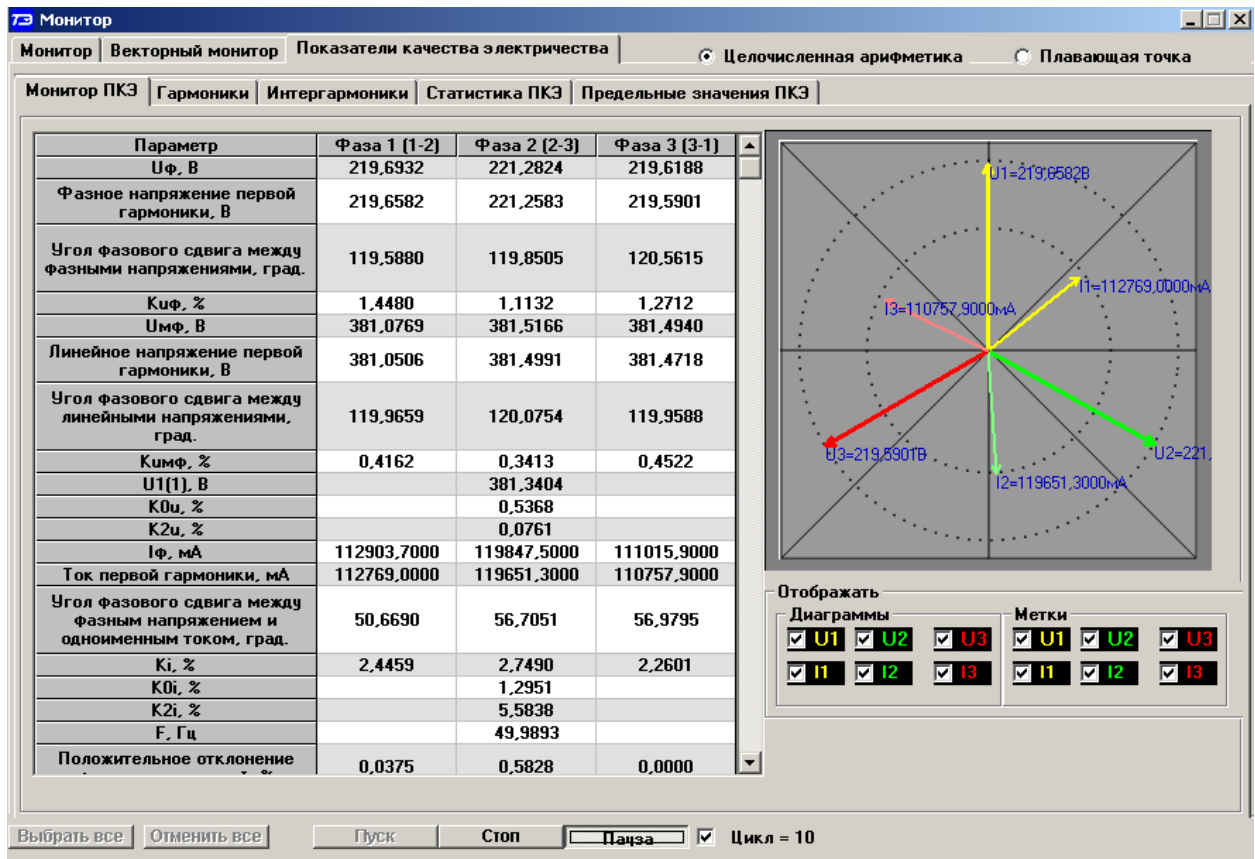 ТЭ Монитор
Монитор Векторный монитор Показатели качества электричества Целочисленная арифметика Плавающая точка
Монитор ПКЭ Гармоники Интергармоники Статистика ПКЭ Предельные значения ПКЭ
Параметр Фаза 1 (1-2) Фаза 2 (2-3) Фаза 3 (3-1)
Uф, В 219,6932 221,2824 219,6188
Фазное напряжение первой
гармоники, В 219,6582 221,2583 219,5901
Угол фазового сдвига между
фазными напряжениями, град. 119,5880 119,8505 120,5615
Kuф, % 1,4480 1,1132 1,2712
Uмф, В 381,0769 381,5166 381,4940
Линейное напряжение первой
гармоники, В 381,0506 381,4991 381,4718
Угол фазового сдвига между
линейными напряжениями,
град. 119,9659 120,0754 119,9588
Kuмф, % 0,4162 0,3413 0,4522
U1(1), В 381,3404
K0u, % 0,5368
K2u, % 0,0761
Iф, мА 112903,7000 119847,5000 111015,9000
Ток первой гармоники, мА 112769,0000 119651,3000 110757,9000
Угол фазового сдвига между
фазным напряжением и
одноименным током, град. 50,6690 56,7051 56,9795
Ki, % 2,4459 2,7490 2,2601
K0i, % 1,2951
K2i, % 5,5838
F, Гц 49,9893
Положительное отклонение
0,0375 0,5828 0,0000
U1=219,6582В
I1=112769,0000мА
I3=110757,9000мА
U3=219,5901В
U2=221,
I2=119651,3000мА
Отображать
Диаграммы Метки
U1 U2 U3 U1 U2 U3
I1 I2 I3 I1 I2 I3
Выбрать все Отменить все Пуск Стоп Пауза Цикл = 10